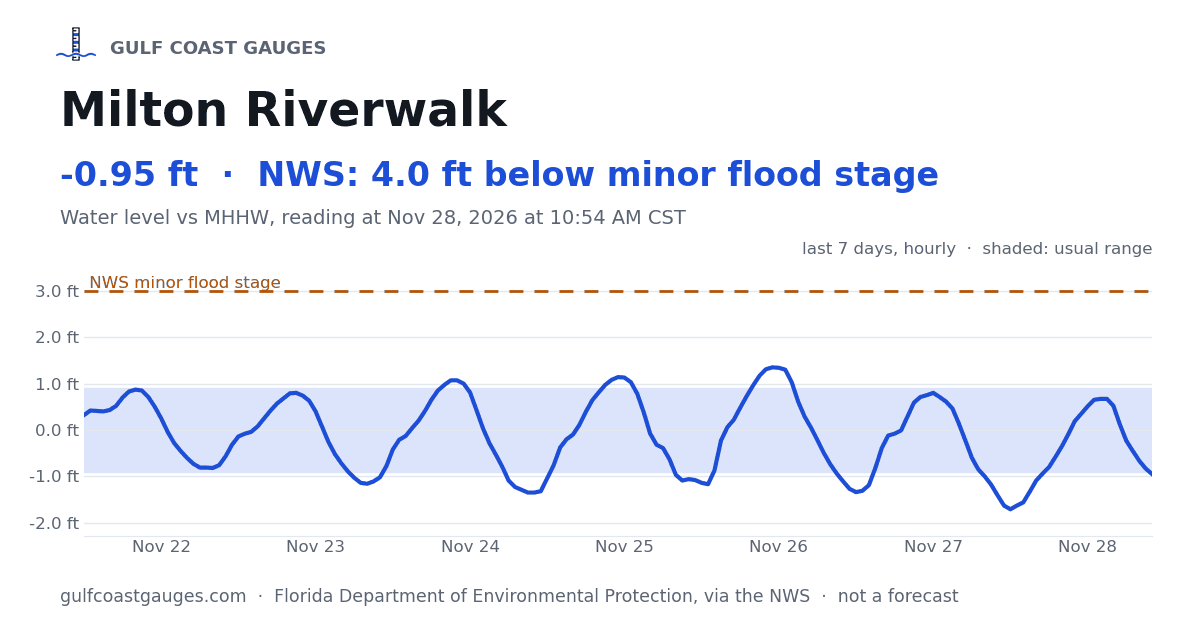 GULF COAST GAUGES
Milton Riverwalk
-0.95 ft · NWS: 4.0 ft below minor flood stage
Water level vs MHHW, reading at Nov 28, 2026 at 10:54 AM CST
last 7 days, hourly · shaded: usual range
NWS minor flood stage
3.0 ft
2.0 ft
1.0 ft
0.0 ft
-1.0 ft
-2.0 ft
Nov 22 Nov 23 Nov 24 Nov 25 Nov 26 Nov 27 Nov 28
gulfcoastgauges.com · Florida Department of Environmental Protection, via the NWS · not a forecast